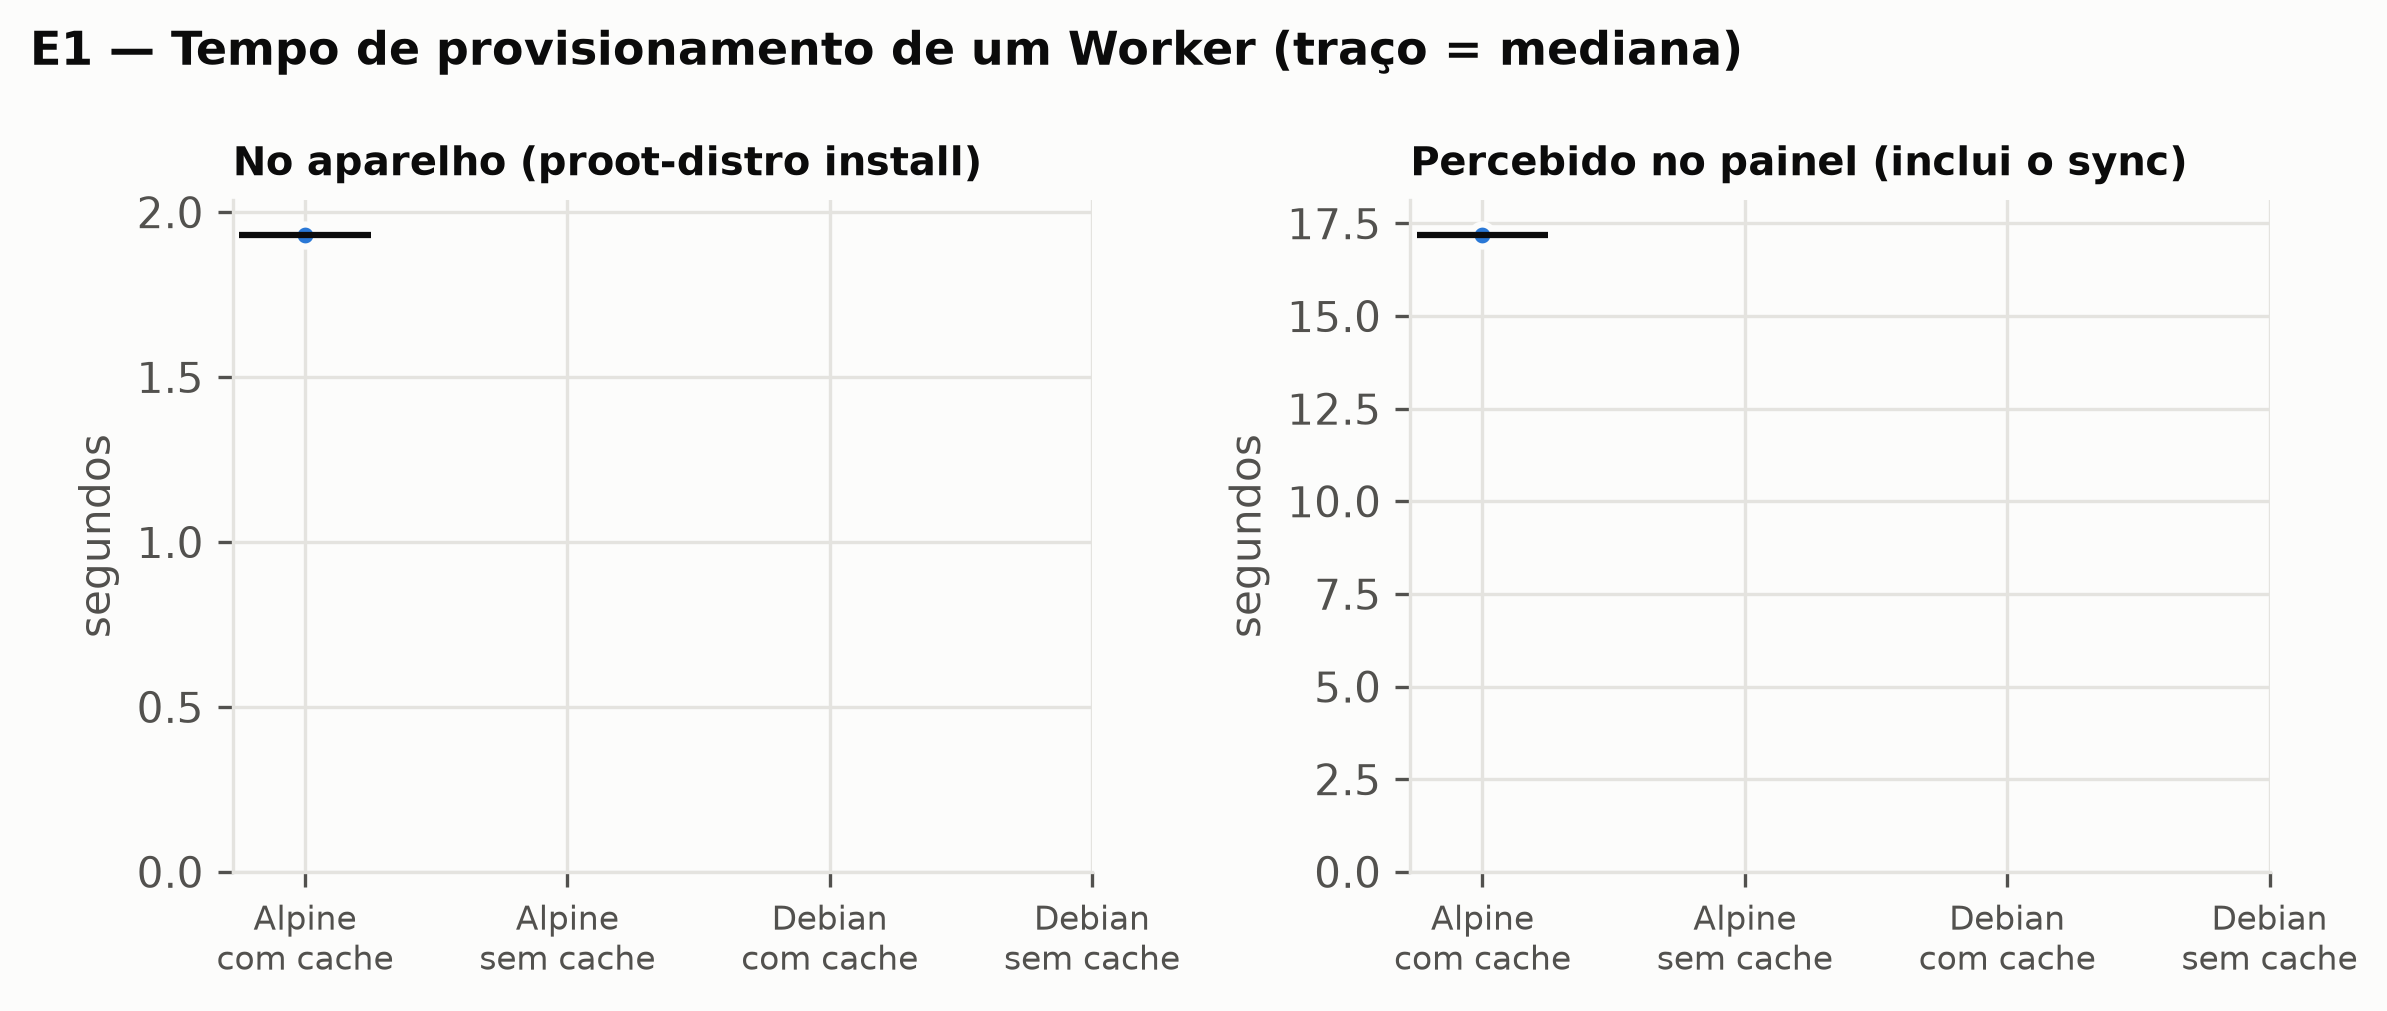 E1 — Tempo de provisionamento de um Worker (traço = mediana)
No aparelho (proot-distro install)
2.0
1.5
1.0
0.5
0.0
segundos
Alpine
com cache
Alpine
sem cache
Debian
com cache
Debian
sem cache
Percebido no painel (inclui o sync)
17.5
15.0
12.5
10.0
7.5
5.0
2.5
0.0
segundos
Alpine
com cache
Alpine
sem cache
Debian
com cache
Debian
sem cache